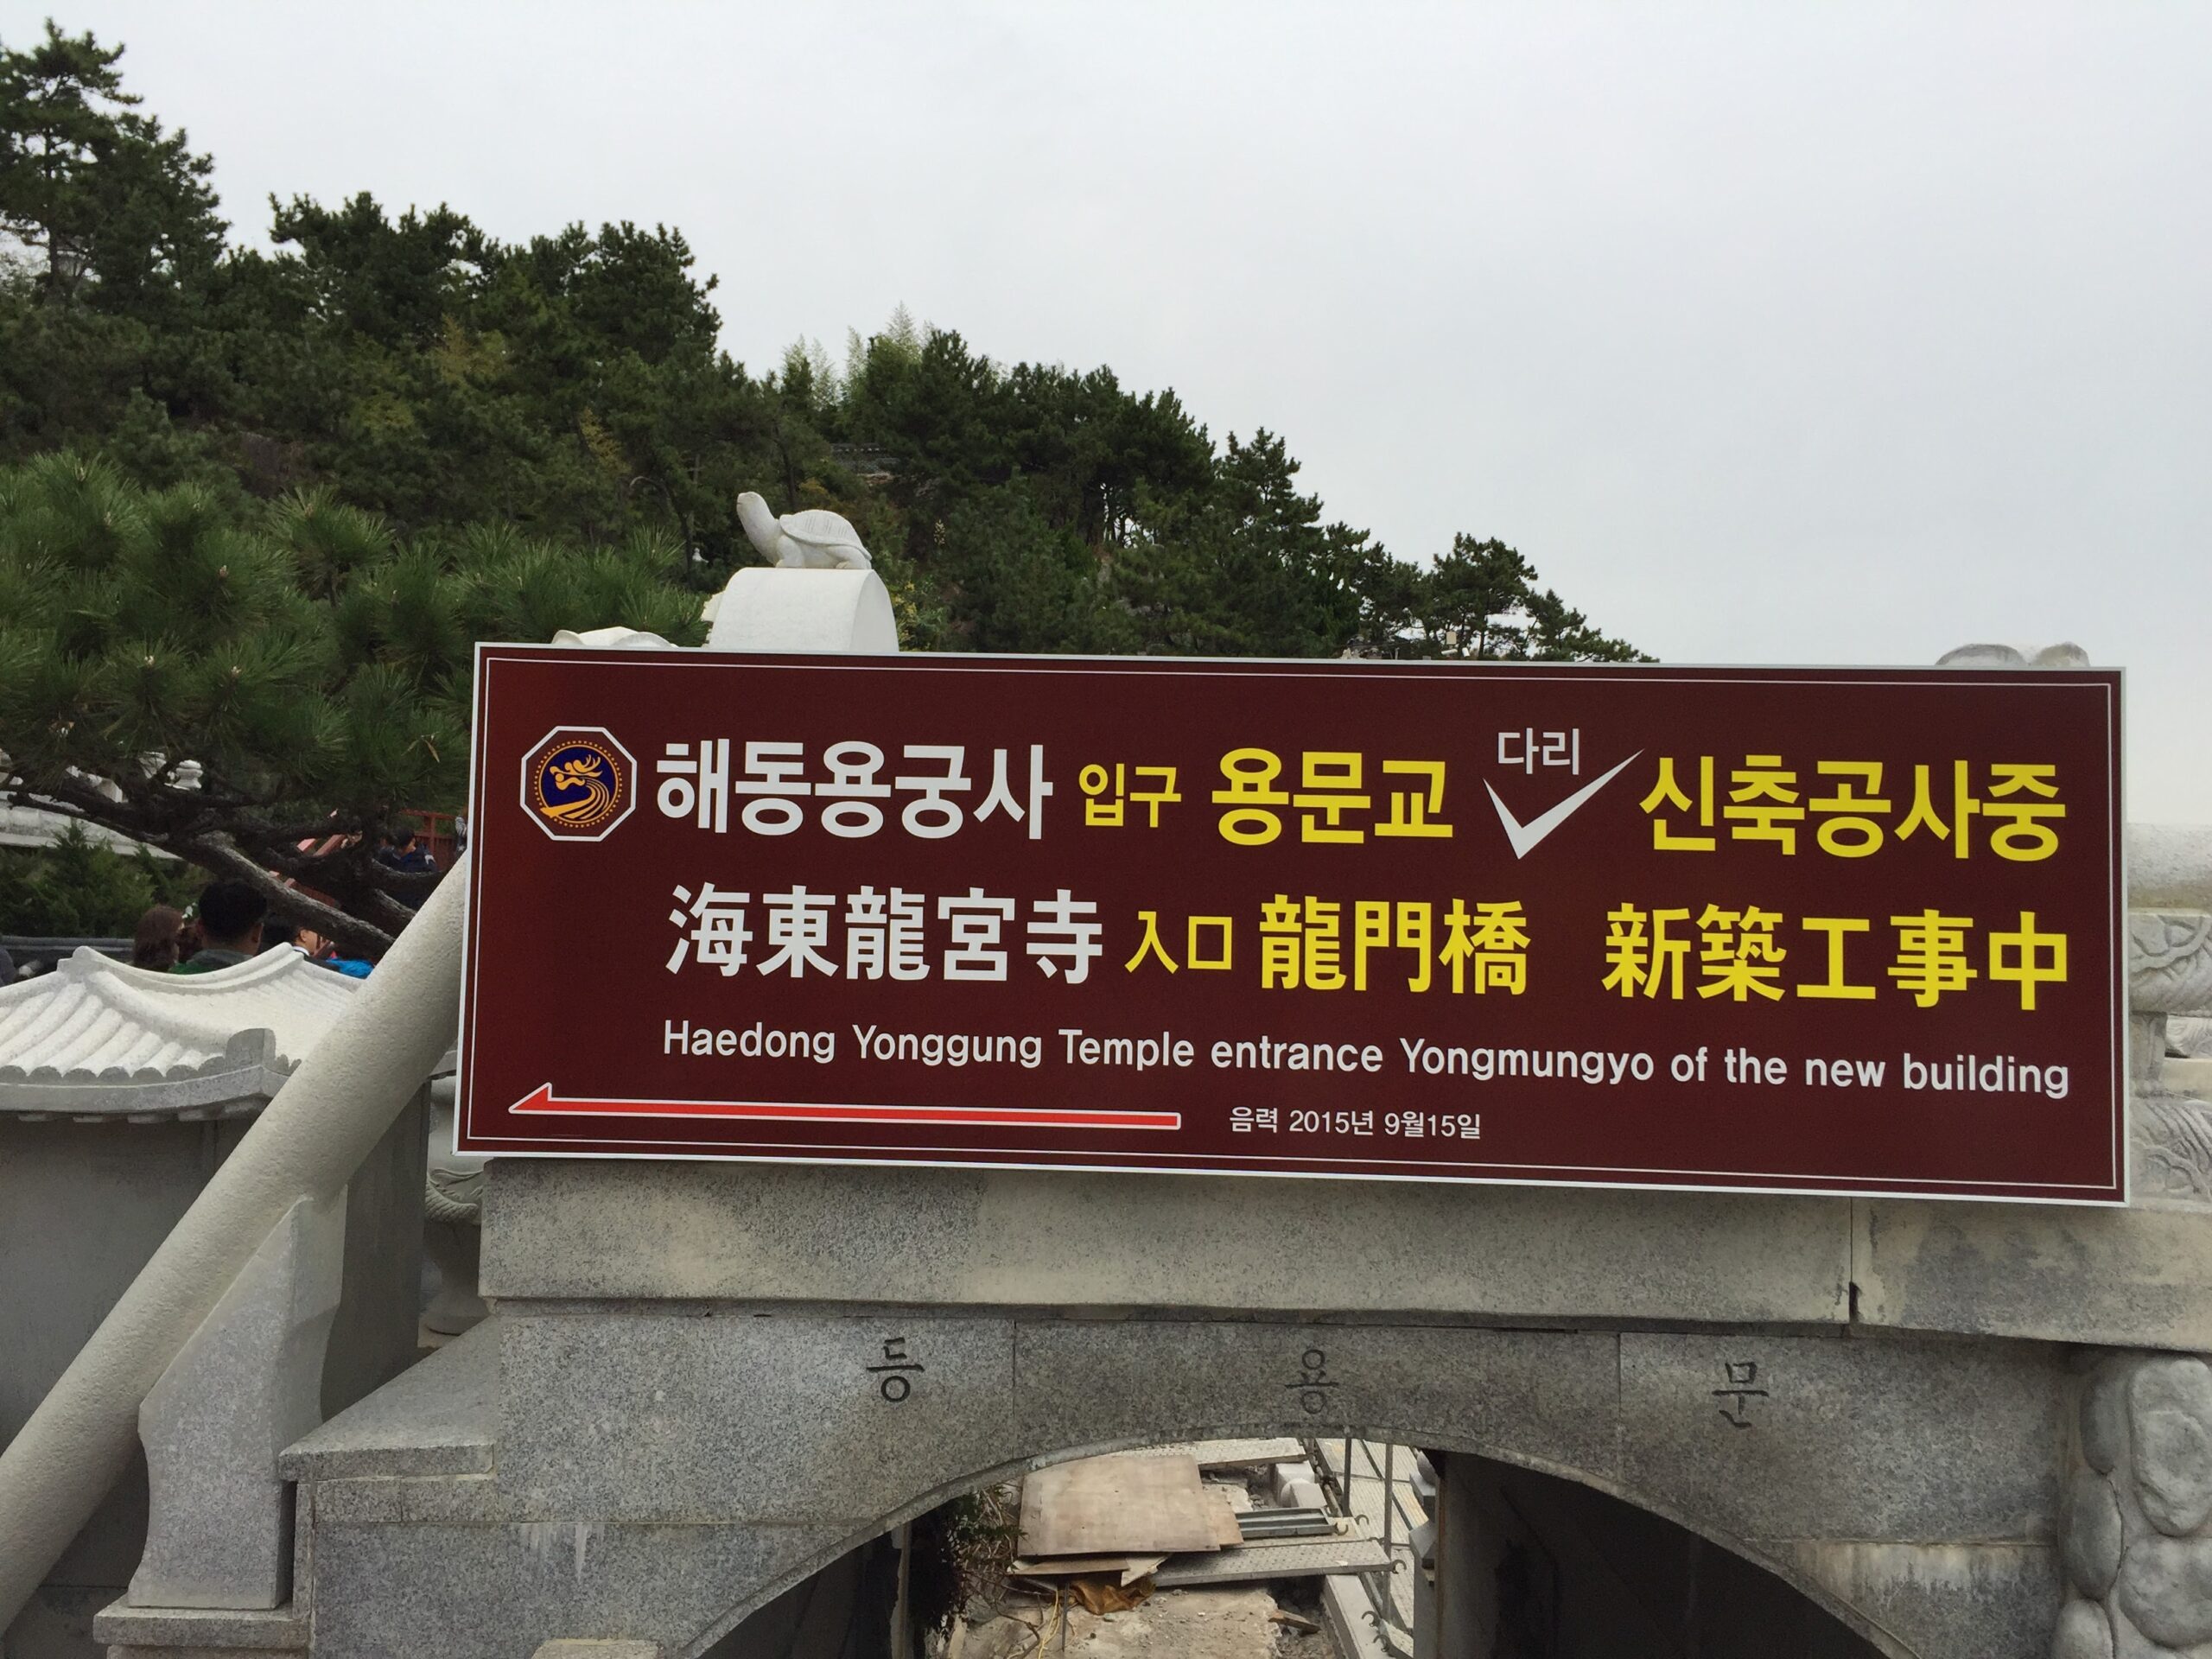 해동용궁사 입구 용문교 다리 신축공사중
海東龍宮寺 入口 龍門橋 新築工事中
Haedong Yonggung Temple entrance Yongmungyo of the new building
음력 2015년 9월15일
등 용 문